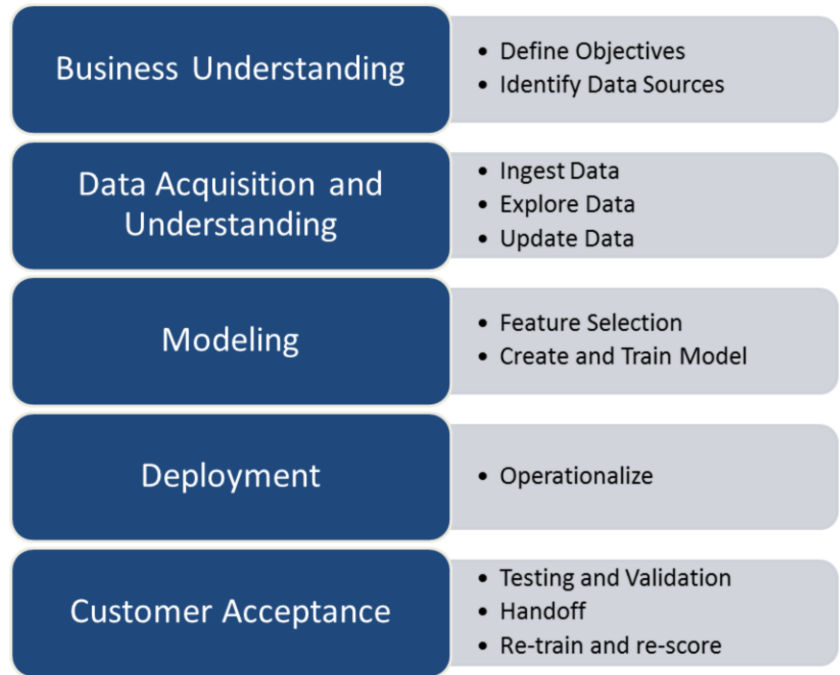 Business Understanding
• Define Objectives
• Identify Data Sources
Data Acquisition and
Understanding
• Ingest Data
• Explore Data
• Update Data
Modeling
• Feature Selection
• Create and Train Model
Deployment
• Operationalize
Customer Acceptance
• Testing and Validation
• Handoff
• Re-train and re-score